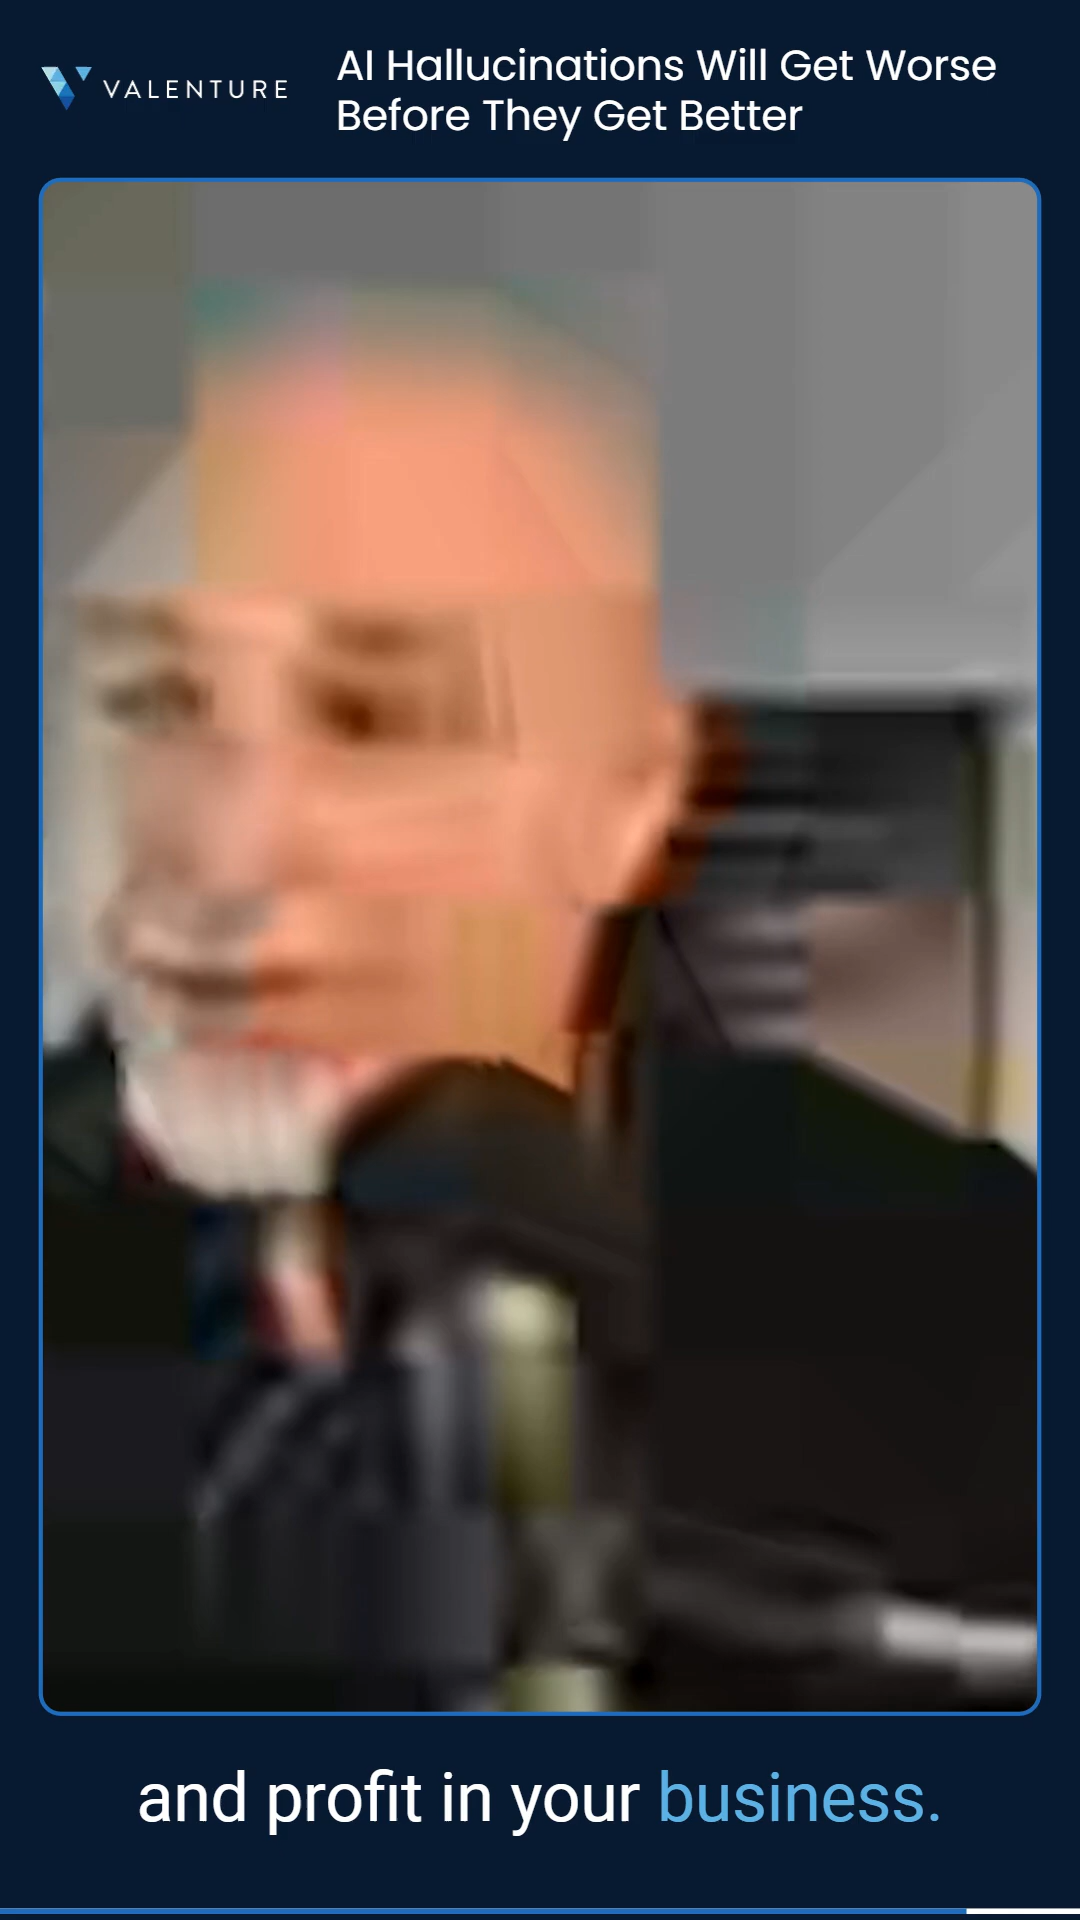 VALENTURE
AI Hallucinations Will Get Worse
Before They Get Better
and profit in your business.